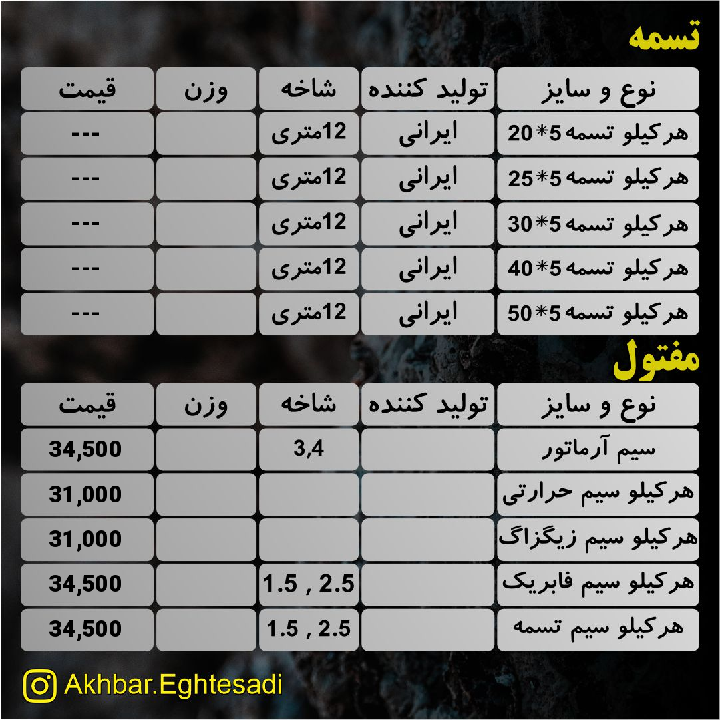 تسمه
نوع و سایز تولید کننده شاخه وزن قیمت
هرکیلو تسمه 5*20 ایرانی 12متری ---
هرکیلو تسمه 5*25 ایرانی 12متری ---
هرکیلو تسمه 5*30 ایرانی 12متری ---
هرکیلو تسمه 5*40 ایرانی 12متری ---
هرکیلو تسمه 5*50 ایرانی 12متری ---
مفتول
نوع و سایز تولید کننده شاخه وزن قیمت
سیم آرماتور 3,4 34,500
هرکیلو سیم حرارتی 31,000
هرکیلو سیم زیگزاگ 31,000
هرکیلو سیم فابریک 1.5 , 2.5 34,500
هرکیلو سیم تسمه 1.5 , 2.5 34,500
Akhbar.Eghtesadi